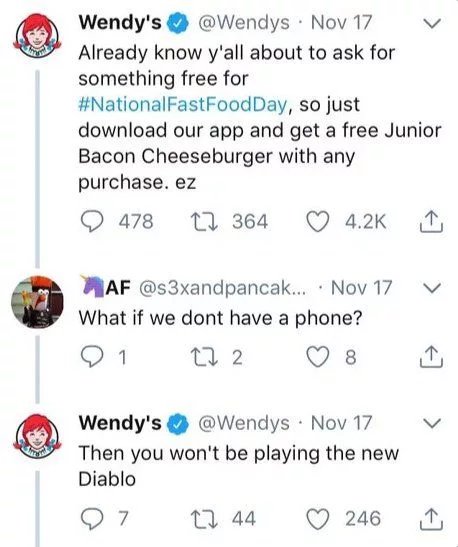 Wendy's @Wendys · Nov 17
Already know y'all about to ask for
something free for
#NationalFastFoodDay, so just
download our app and get a free Junior
Bacon Cheeseburger with any
purchase. ez
478 364 4.2K
🦄AF @s3xandpancak... · Nov 17
What if we dont have a phone?
1 2 8
Wendy's @Wendys · Nov 17
Then you won't be playing the new
Diablo
7 44 246